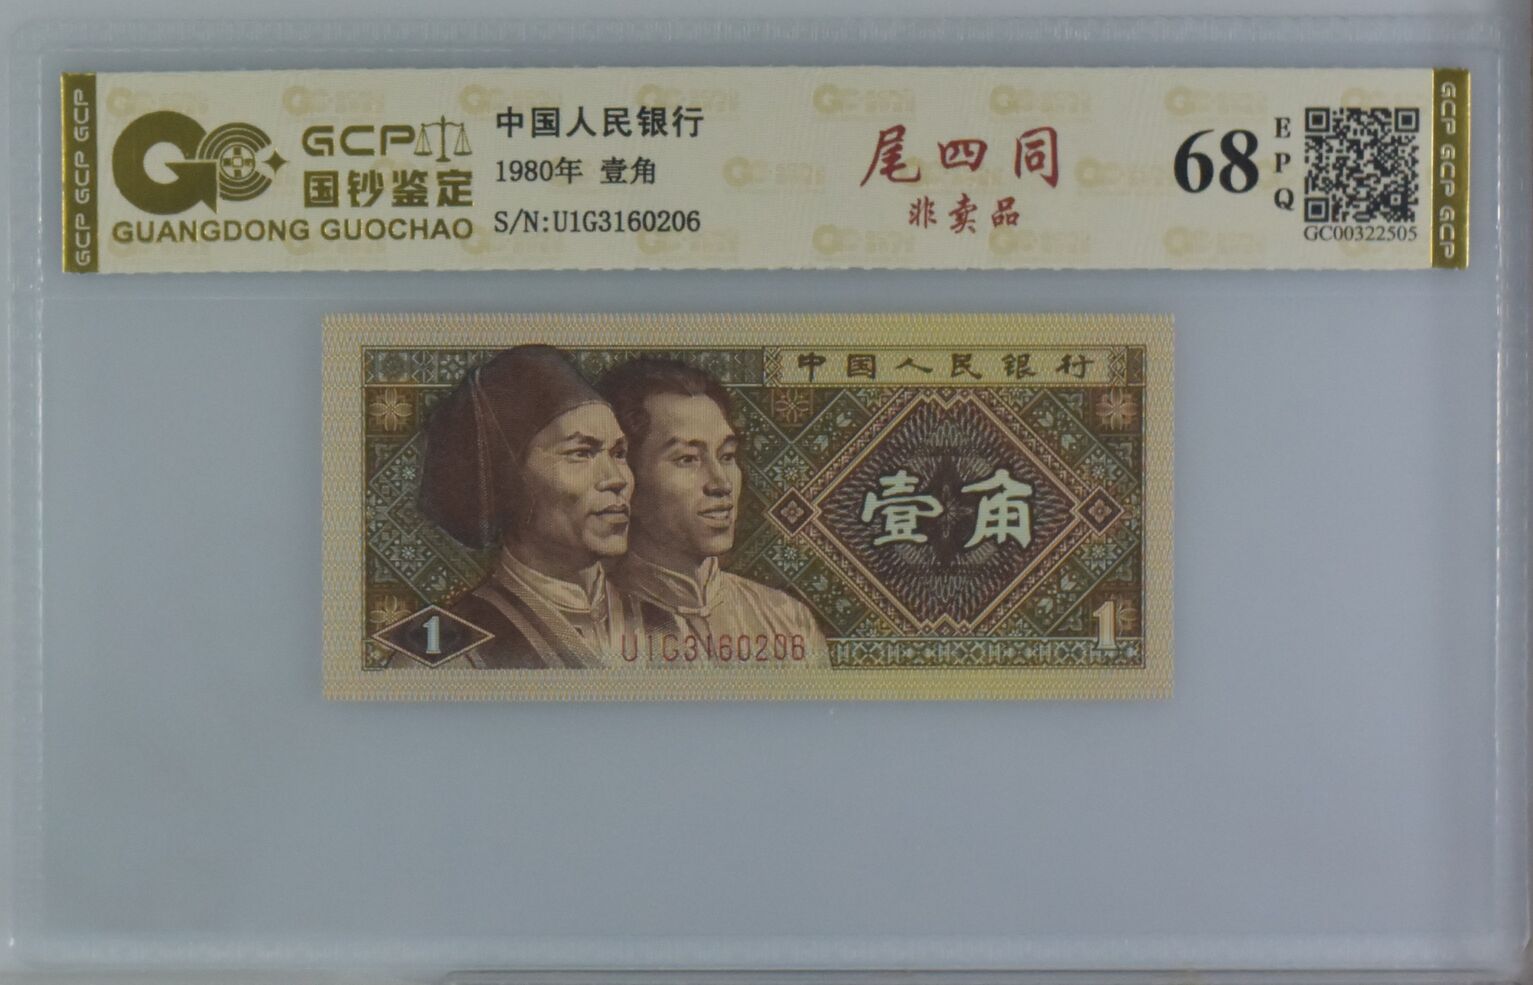 GCP GCP GCP
GCP
国钞鉴定
GUANGDONG GUOCHAO
中国人民银行
1980年 壹角
S/N:U1G3160206
尾四同
非卖品
68
EPQ
GC00322505
GCP GCP GCP
中国人民银行
壹角
1
1
U1G3160206